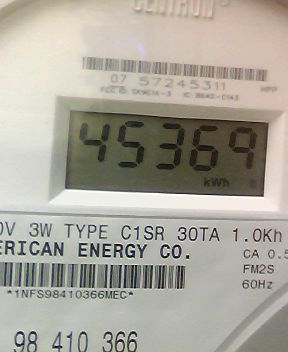 CENTRON
07 57245311
45369
kWh
0V 3W TYPE C1SR 30TA 1.0Kh
ERICAN ENERGY CO.
CA 0.5
FM2S
60Hz
*1NFS98410366MEC*
98 410 366